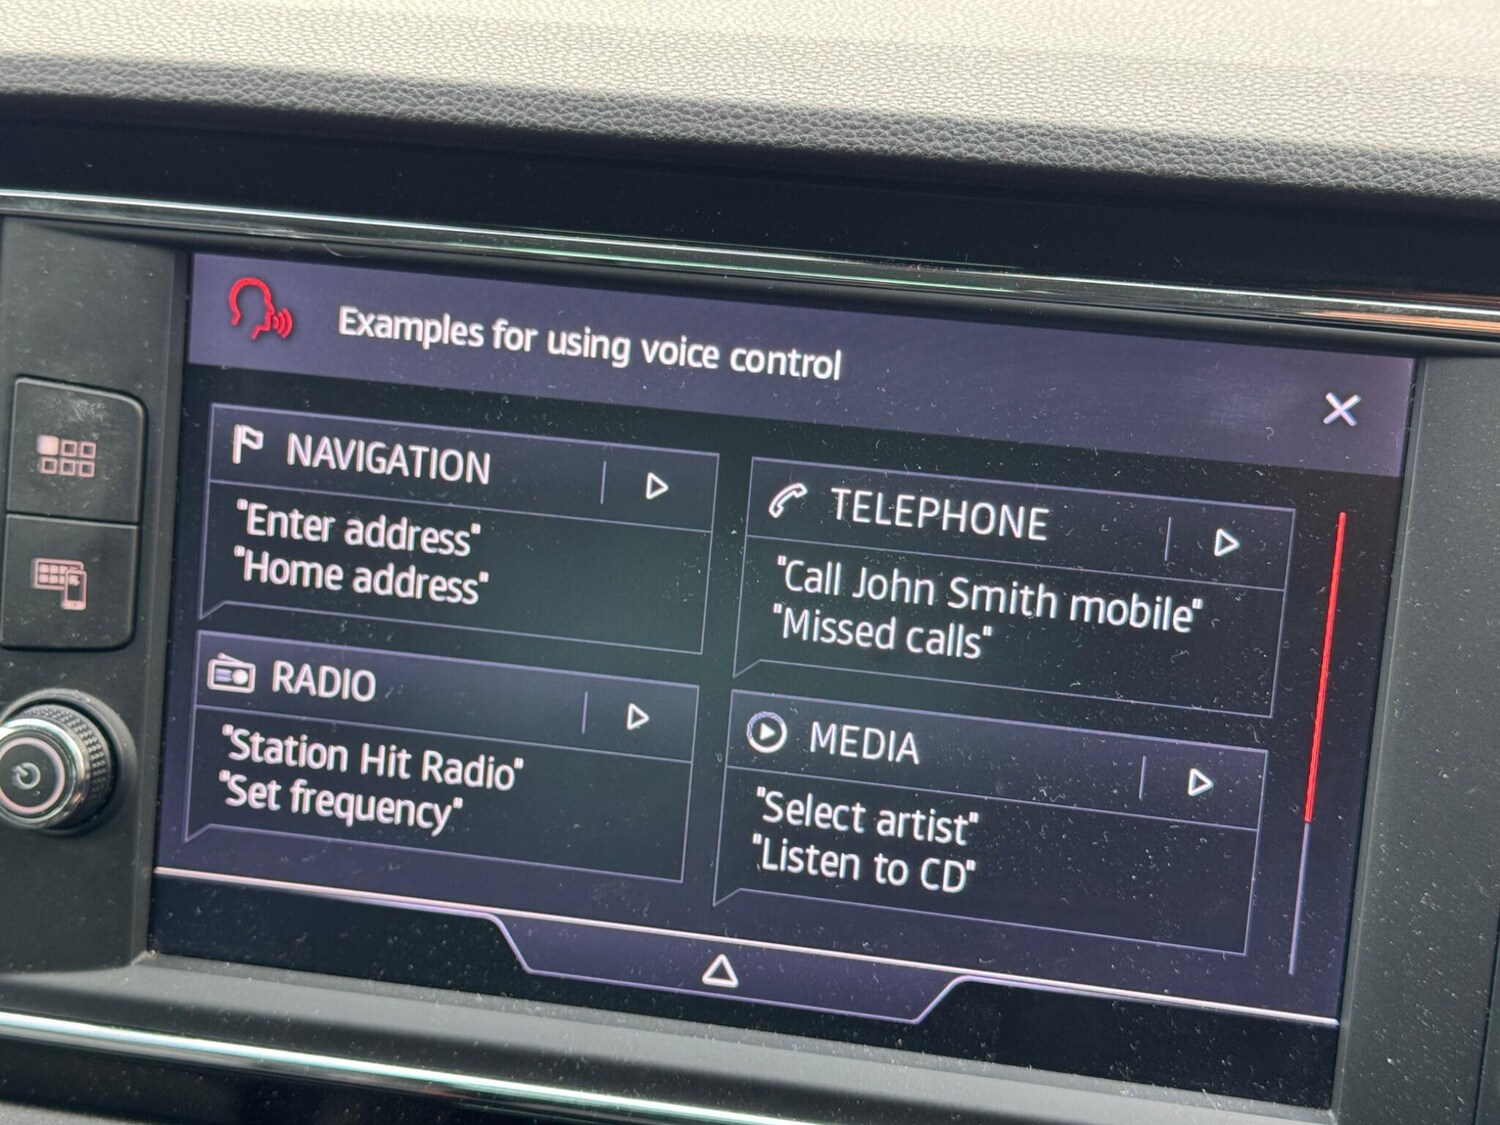 Examples for using voice control
NAVIGATION
"Enter address"
"Home address"
TELEPHONE
"Call John Smith mobile"
"Missed calls"
RADIO
"Station Hit Radio"
"Set frequency"
MEDIA
"Select artist"
"Listen to CD"